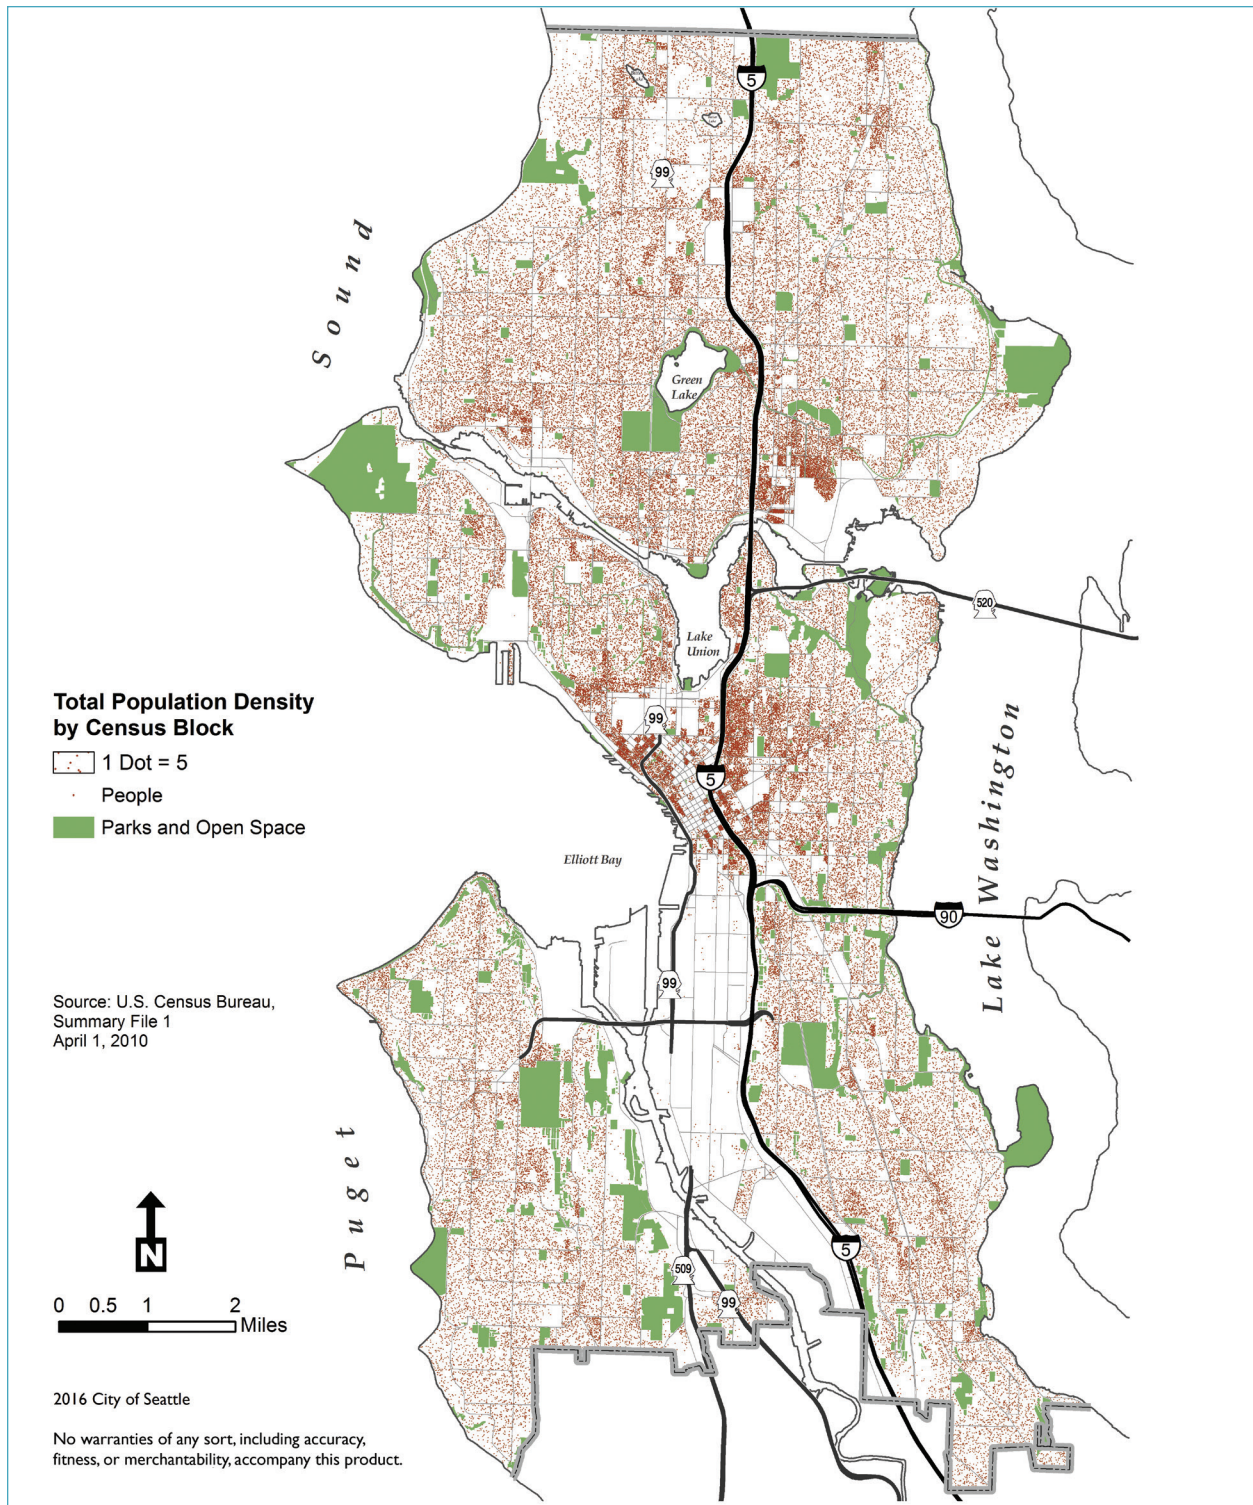 5
99
Sound
Green
Lake
520
Lake
Union
Total Population Density
by Census Block
1 Dot = 5
People
Parks and Open Space
99
5
Elliott Bay
Lake Washington
90
99
Source: U.S. Census Bureau,
Summary File 1
April 1, 2010
Puget
N
5
509
99
0 0.5 1 2
Miles
2016 City of Seattle
No warranties of any sort, including accuracy,
fitness, or merchantability, accompany this product.